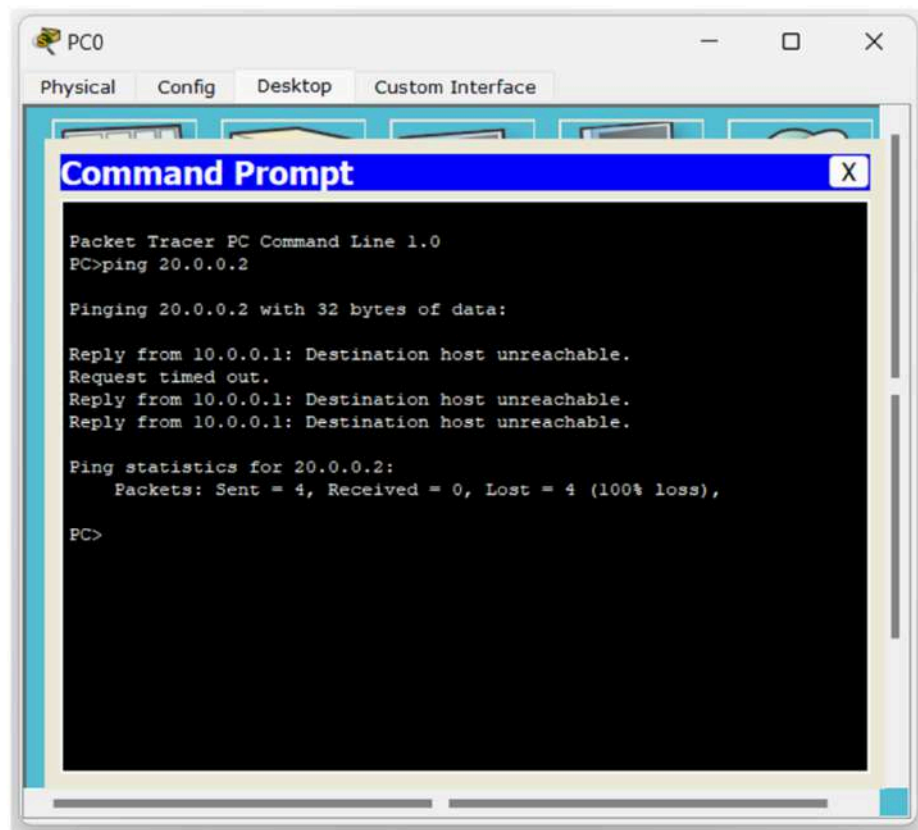 PC0
Physical Config Desktop Custom Interface
Command Prompt X
Packet Tracer PC Command Line 1.0
PC>ping 20.0.0.2
Pinging 20.0.0.2 with 32 bytes of data:
Reply from 10.0.0.1: Destination host unreachable.
Request timed out.
Reply from 10.0.0.1: Destination host unreachable.
Reply from 10.0.0.1: Destination host unreachable.
Ping statistics for 20.0.0.2:
Packets: Sent = 4, Received = 0, Lost = 4 (100% loss),
PC>